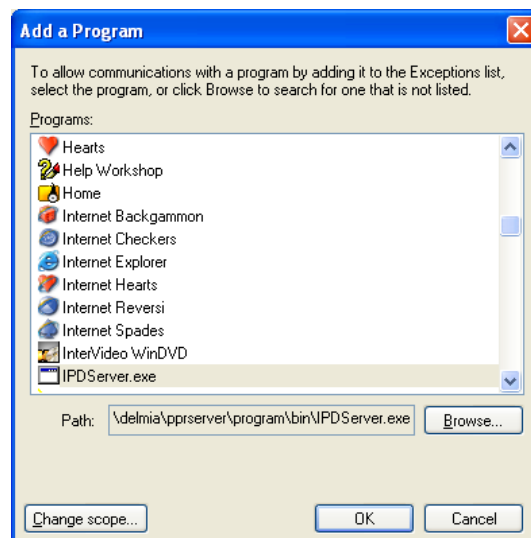 Add a Program
To allow communications with a program by adding it to the Exceptions list,
select the program, or click Browse to search for one that is not listed.
Programs:
Hearts
Help Workshop
Home
Internet Backgammon
Internet Checkers
Internet Explorer
Internet Hearts
Internet Reversi
Internet Spades
InterVideo WinDVD
IPDServer.exe
Path: \delmia\pprserver\program\bin\IPDServer.exe Browse...
Change scope... OK Cancel